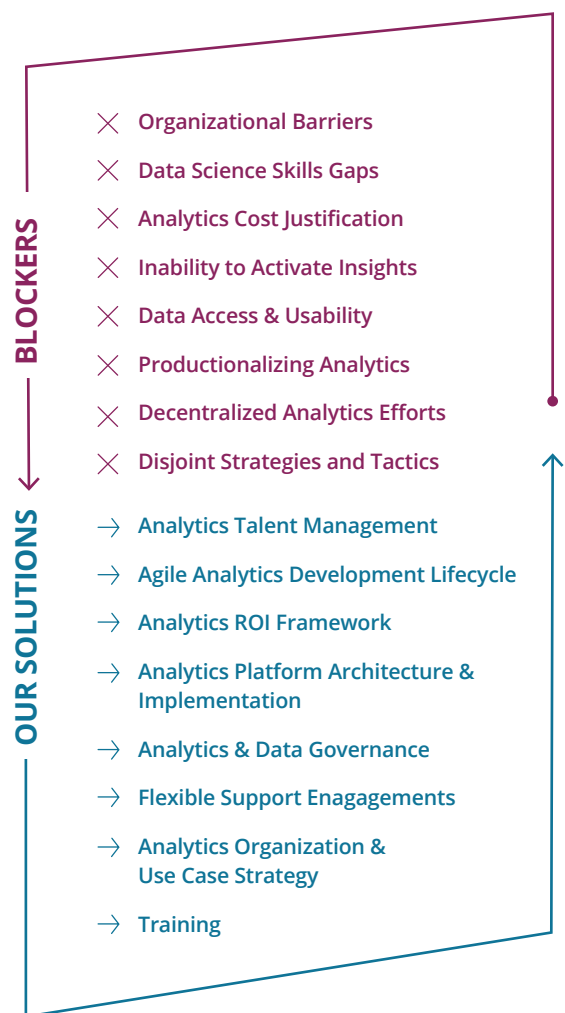 BLOCKERS
Organizational Barriers
Data Science Skills Gaps
Analytics Cost Justification
Inability to Activate Insights
Data Access & Usability
Productionalizing Analytics
Decentralized Analytics Efforts
Disjoint Strategies and Tactics
OUR SOLUTIONS
Analytics Talent Management
Agile Analytics Development Lifecycle
Analytics ROI Framework
Analytics Platform Architecture &
Implementation
Analytics & Data Governance
Flexible Support Enagagements
Analytics Organization &
Use Case Strategy
Training